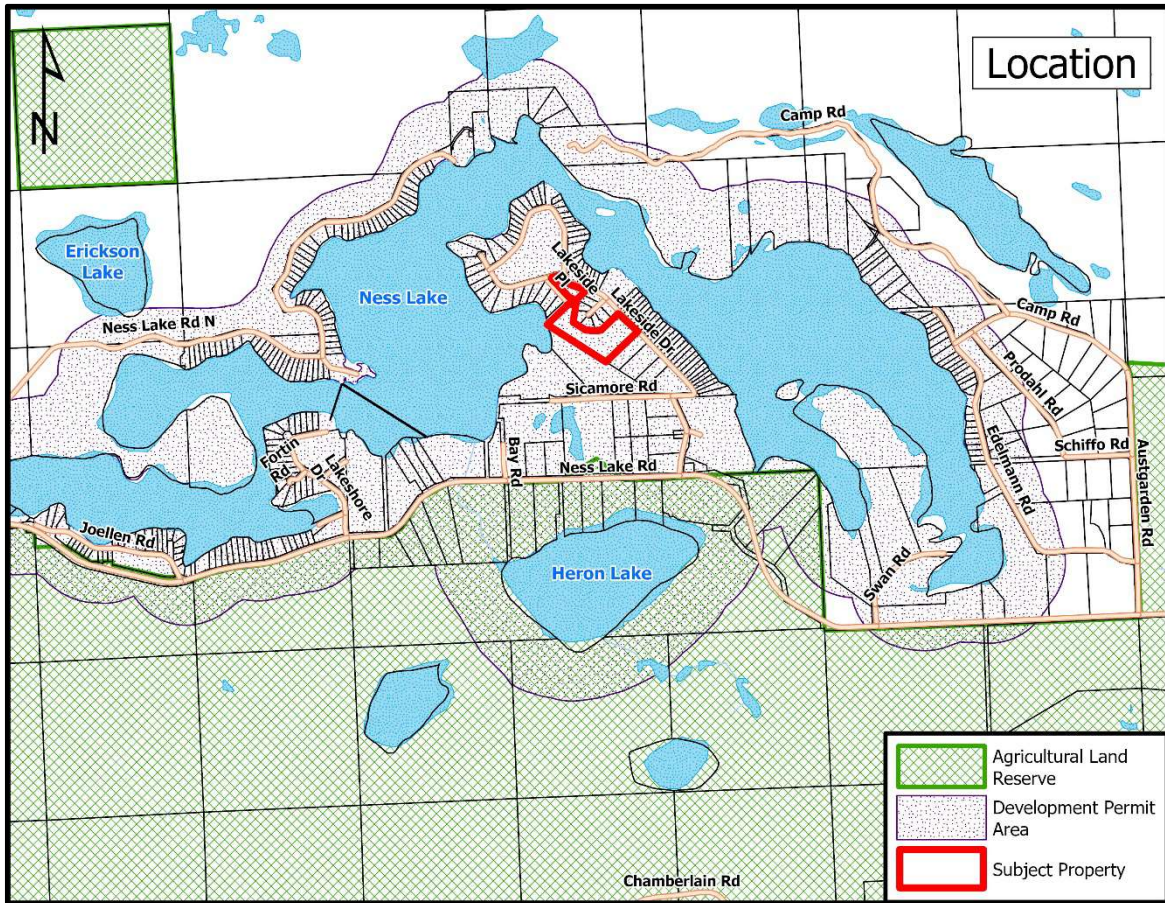 Location
N
Camp Rd
Erickson
Lake
Lakeside
Pl
Lakeside Dr
Ness Lake
Ness Lake Rd N
Camp Rd
Prodahl Rd
Sicamore Rd
Schiffo Rd
Fortin
Rd
Lakeshore
Dr
Bay Rd
Ness Lake Rd
Edelmann Rd
Austgarden Rd
Joellen Rd
Heron Lake
Swan Rd
Agricultural Land
Reserve
Development Permit
Area
Subject Property
Chamberlain Rd